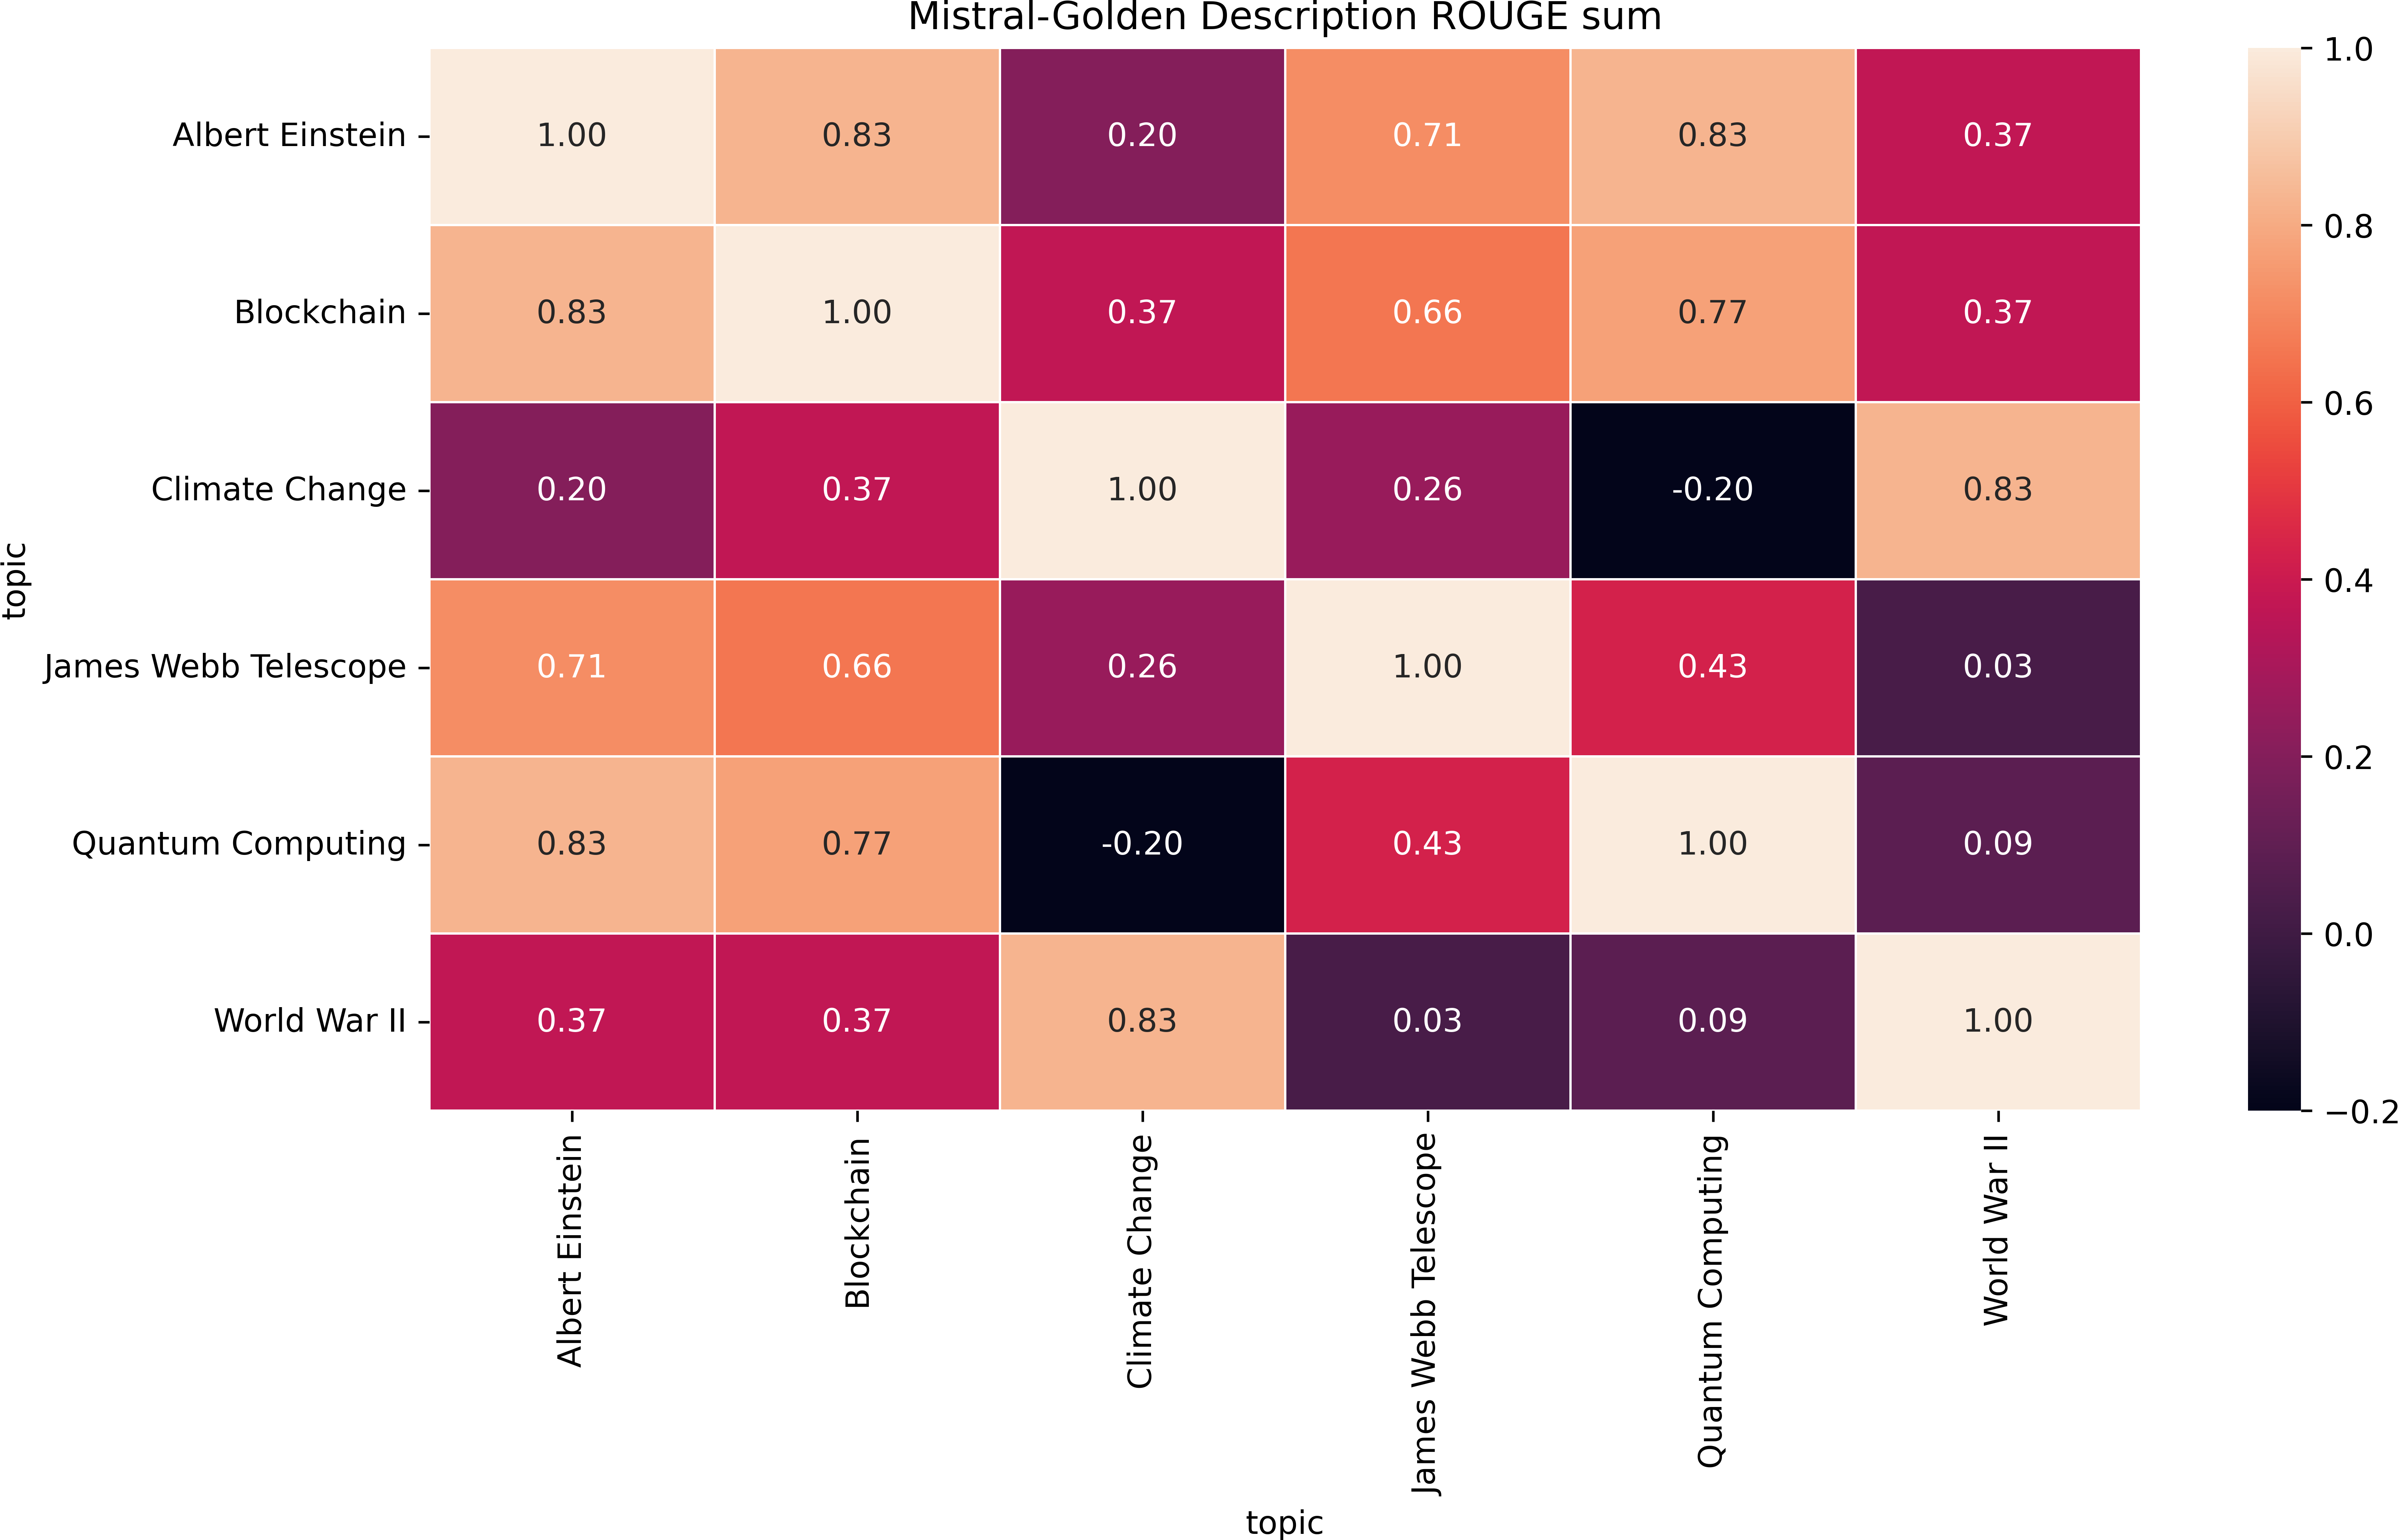 Mistral-Golden Description ROUGE sum
Albert Einstein 1.00 0.83 0.20 0.71 0.83 0.37
Blockchain 0.83 1.00 0.37 0.66 0.77 0.37
Climate Change 0.20 0.37 1.00 0.26 -0.20 0.83
James Webb Telescope 0.71 0.66 0.26 1.00 0.43 0.03
Quantum Computing 0.83 0.77 -0.20 0.43 1.00 0.09
World War II 0.37 0.37 0.83 0.03 0.09 1.00
topic
Albert Einstein
Blockchain
Climate Change
James Webb Telescope
Quantum Computing
World War II
topic
1.0
0.8
0.6
0.4
0.2
0.0
−0.2